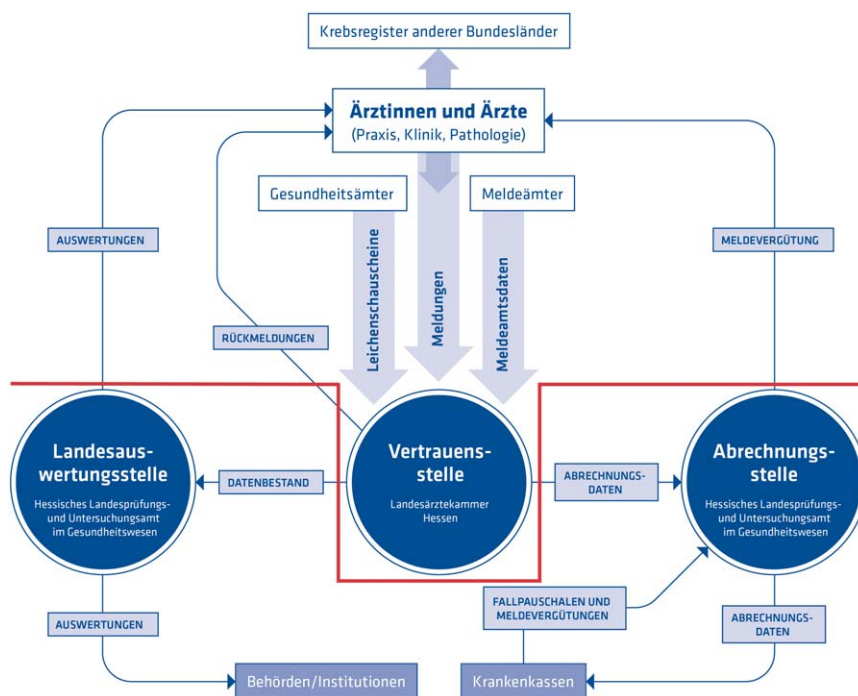 Krebsregister anderer Bundesländer
Ärztinnen und Ärzte
(Praxis, Klinik, Pathologie)
Gesundheitsämter
Meldeämter
AUSWERTUNGEN
MELDEVERGÜTUNG
Leichenschauscheine
Meldungen
Meldeamtsdaten
RÜCKMELDUNGEN
Landesaus-
wertungsstelle
Hessisches Landesprüfungs-
und Untersuchungsamt
im Gesundheitswesen
DATENBESTAND
Vertrauens-
stelle
Landesärztekammer
Hessen
ABRECHNUNGS-
DATEN
Abrechnungs-
stelle
Hessisches Landesprüfungs-
und Untersuchungsamt
im Gesundheitswesen
FALLPAUSCHALEN UND
MELDEVERGÜTUNGEN
AUSWERTUNGEN
ABRECHNUNGS-
DATEN
Behörden/Institutionen
Krankenkassen